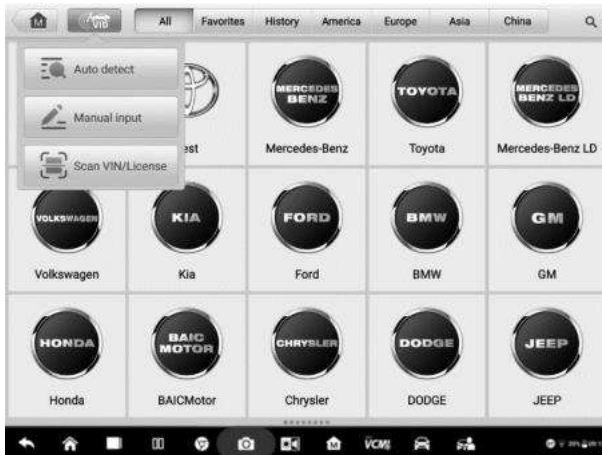 M VID All Favorites History America Europe Asia China
Auto detect
Manual input
Scan VIN/License
MERCEDES BENZ
TOYOTA
MERCEDES BENZ LD
est Mercedes-Benz Toyota Mercedes-Benz LD
VOLKSWAGEN KIA FORD BMW GM
Volkswagen Kia Ford BMW GM
HONDA BAIC MOTOR CHRYSLER DODGE JEEP
Honda BAICMotor Chrysler DODGE JEEP
M VCMI